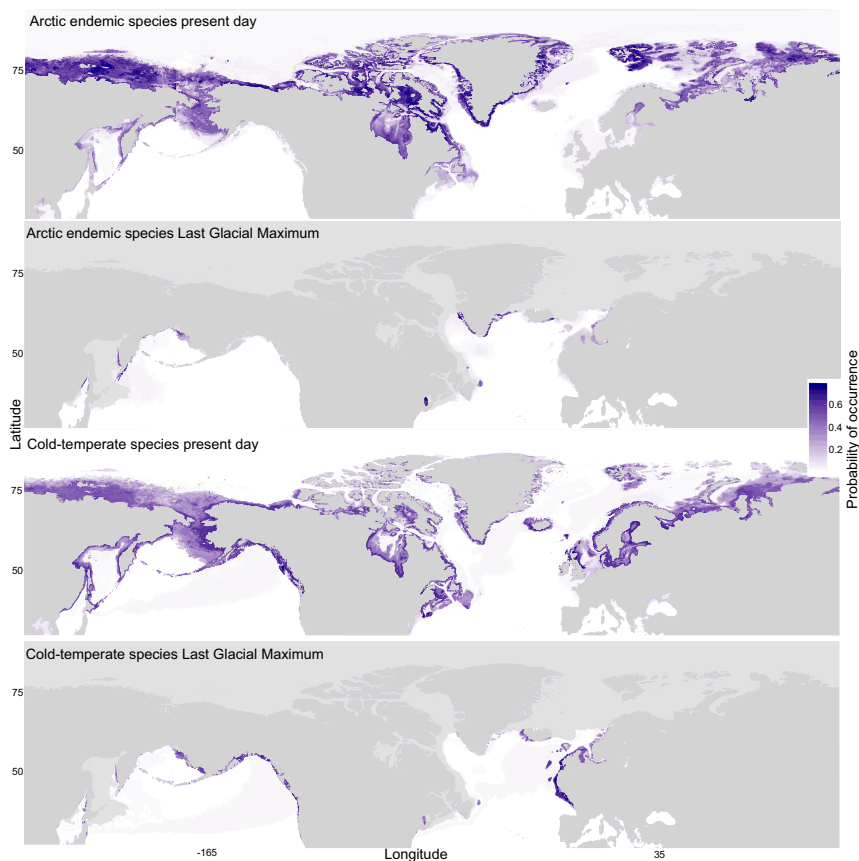 Arctic endemic species present day
75
50
Arctic endemic species Last Glacial Maximum
75
50
0.6
0.4
0.2
Probability of occurrence
Latitude
Cold-temperate species present day
75
50
Cold-temperate species Last Glacial Maximum
75
50
-165
Longitude
35